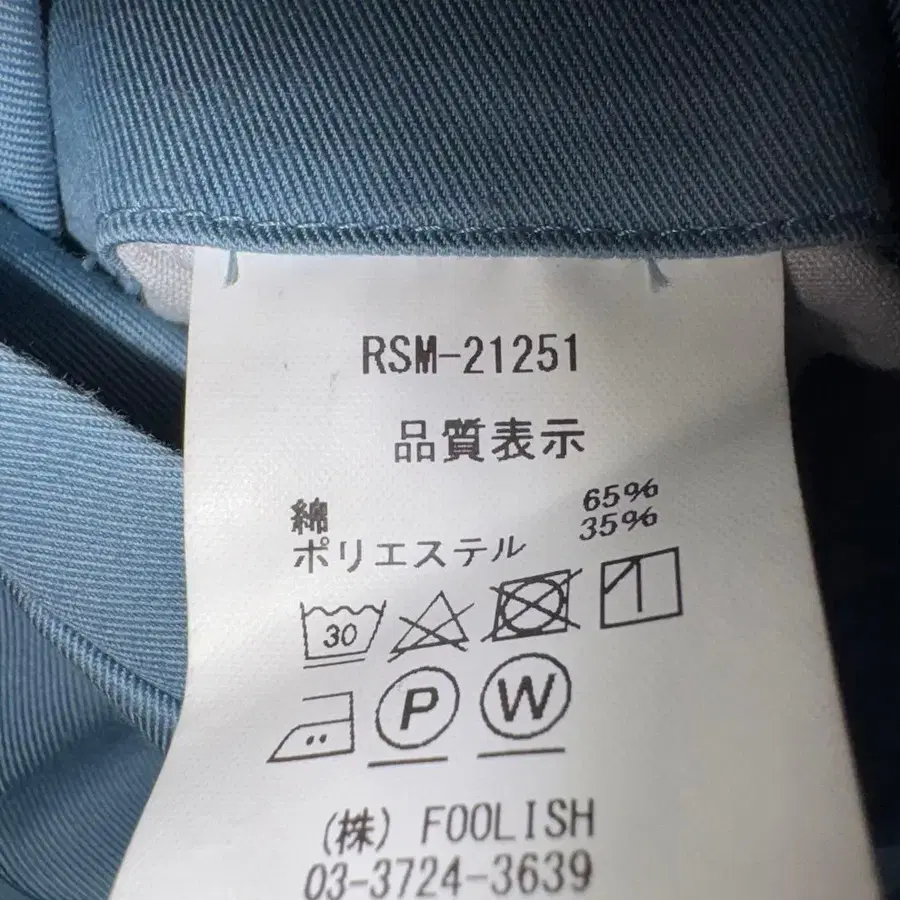 RSM-21251
品質表示
綿 65%
ポリエステル 35%
30
P W
(株) FOOLISH
03-3724-3639